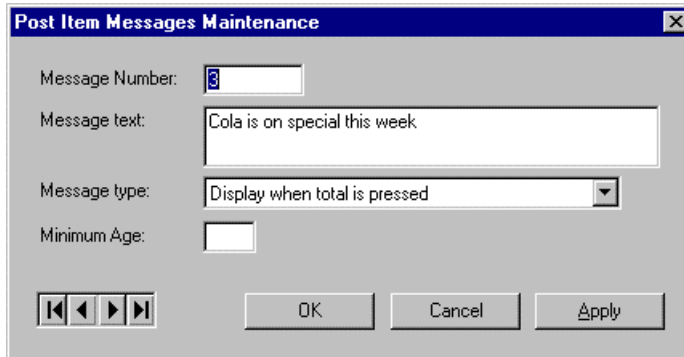 Post Item Messages Maintenance
Message Number: 3
Message text: Cola is on special this week
Message type: Display when total is pressed
Minimum Age:
OK Cancel Apply